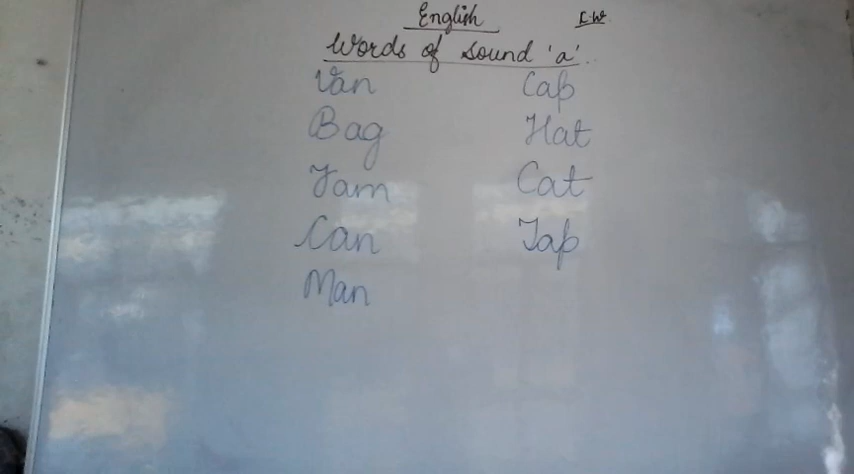 English C.W.
Words of sound 'a'.
Van Cap
Bag Hat
Jam Cat
Can Tap
Man